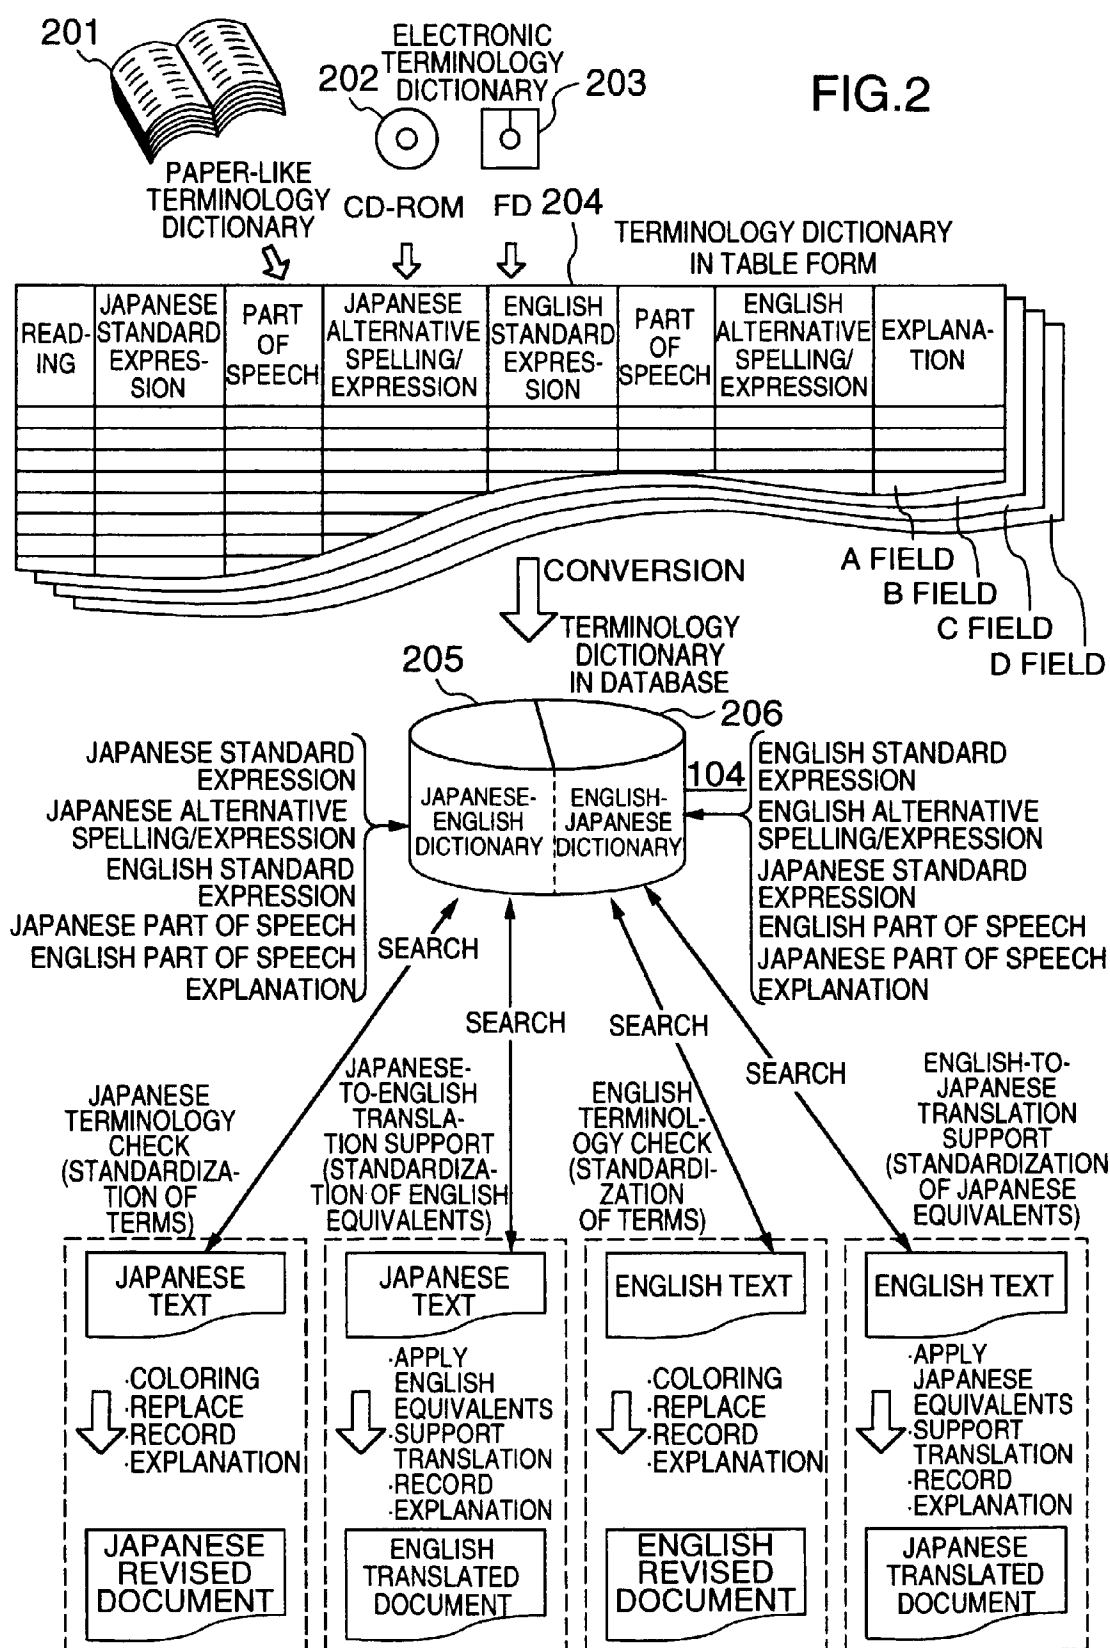 201
ELECTRONIC
TERMINOLOGY
DICTIONARY
202
203
FIG.2
PAPER-LIKE
TERMINOLOGY
DICTIONARY
CD-ROM
FD
204
TERMINOLOGY DICTIONARY
IN TABLE FORM
READ-
ING
JAPANESE
STANDARD
EXPRES-
SION
PART
OF
SPEECH
JAPANESE
ALTERNATIVE
SPELLING/
EXPRESSION
ENGLISH
STANDARD
EXPRES-
SION
PART
OF
SPEECH
ENGLISH
ALTERNATIVE
SPELLING/
EXPRESSION
EXPLANA-
TION
A FIELD
B FIELD
C FIELD
D FIELD
CONVERSION
TERMINOLOGY
DICTIONARY
IN DATABASE
205
206
104
JAPANESE STANDARD
EXPRESSION
JAPANESE ALTERNATIVE
SPELLING/EXPRESSION
ENGLISH STANDARD
EXPRESSION
JAPANESE PART OF SPEECH
ENGLISH PART OF SPEECH
EXPLANATION
JAPANESE-
ENGLISH
DICTIONARY
ENGLISH-
JAPANESE
DICTIONARY
ENGLISH STANDARD
EXPRESSION
ENGLISH ALTERNATIVE
SPELLING/EXPRESSION
JAPANESE STANDARD
EXPRESSION
ENGLISH PART OF SPEECH
JAPANESE PART OF SPEECH
EXPLANATION
SEARCH
SEARCH
SEARCH
SEARCH
JAPANESE
TERMINOLOGY
CHECK
(STANDARDIZA-
TION OF
TERMS)
JAPANESE-
TO-ENGLISH
TRANSLA-
TION SUPPORT
(STANDARDIZA-
TION OF ENGLISH
EQUIVALENTS)
ENGLISH
TERMINOL-
OGY CHECK
(STANDARDI-
ZATION
OF TERMS)
ENGLISH-TO-
JAPANESE
TRANSLATION
SUPPORT
(STANDARDIZATION
OF JAPANESE
EQUIVALENTS)
JAPANESE
TEXT
·COLORING
·REPLACE
·RECORD
·EXPLANATION
JAPANESE
REVISED
DOCUMENT
JAPANESE
TEXT
·APPLY
ENGLISH
EQUIVALENTS
·SUPPORT
TRANSLATION
·RECORD
·EXPLANATION
ENGLISH
TRANSLATED
DOCUMENT
ENGLISH TEXT
·COLORING
·REPLACE
·RECORD
·EXPLANATION
ENGLISH
REVISED
DOCUMENT
ENGLISH TEXT
·APPLY
JAPANESE
EQUIVALENTS
·SUPPORT
TRANSLATION
·RECORD
·EXPLANATION
JAPANESE
TRANSLATED
DOCUMENT